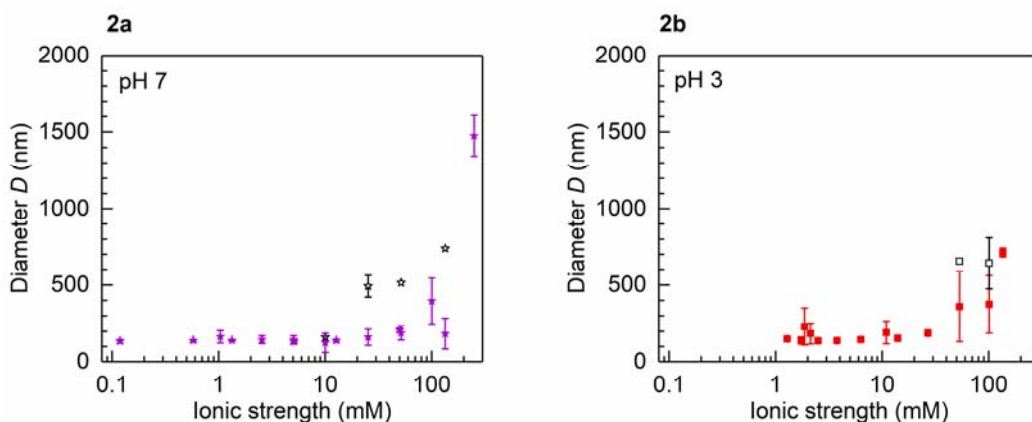 2a
2000
1500
1000
500
0
pH 7
Diameter D (nm)
0.1 1 10 100
Ionic strength (mM)
2b
2000
1500
1000
500
0
pH 3
Diameter D (nm)
0.1 1 10 100
Ionic strength (mM)